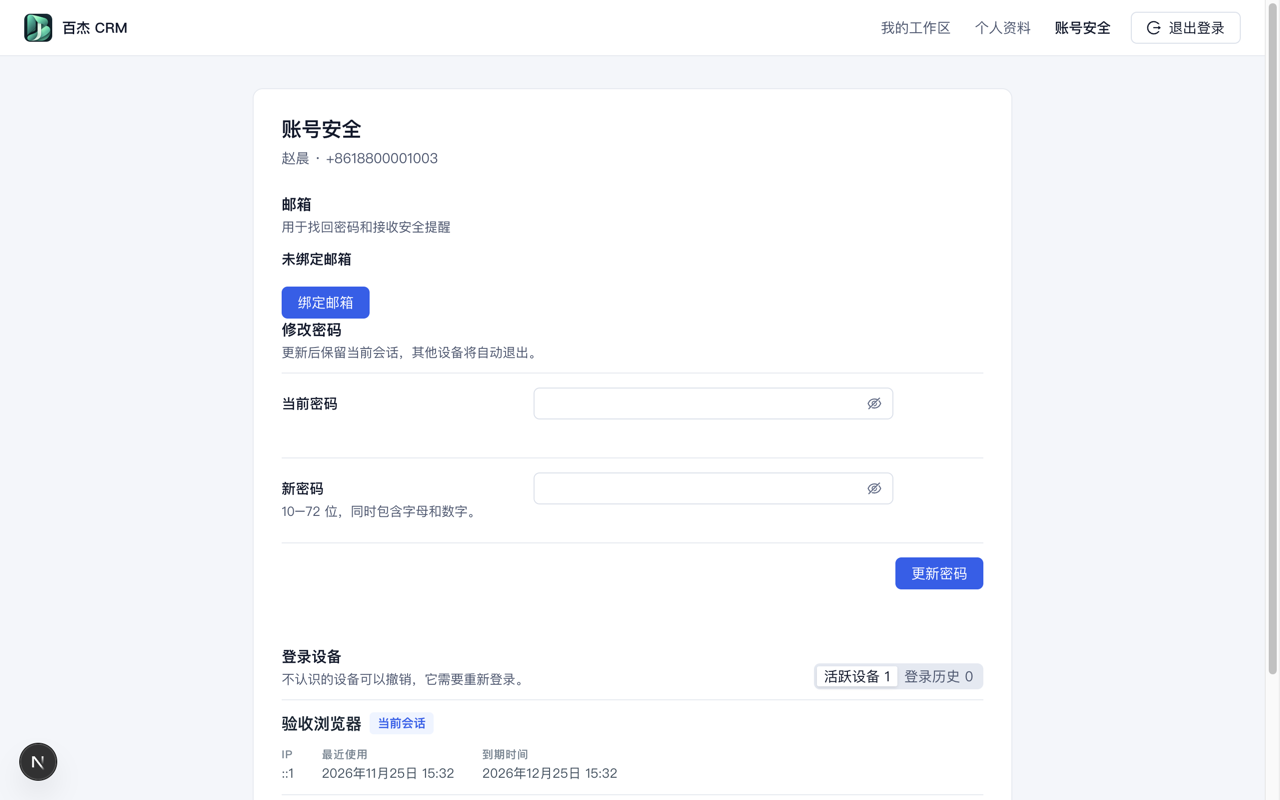 百杰 CRM
我的工作区 个人资料 账号安全 退出登录
账号安全
赵晨 · +8618800001003
邮箱
用于找回密码和接收安全提醒
未绑定邮箱
绑定邮箱
修改密码
更新后保留当前会话，其他设备将自动退出。
当前密码
新密码
10—72 位，同时包含字母和数字。
更新密码
登录设备
不认识的设备可以撤销，它需要重新登录。
活跃设备 1 登录历史 0
验收浏览器 当前会话
IP 最近使用 到期时间
::1 2026年11月25日 15:32 2026年12月25日 15:32
N